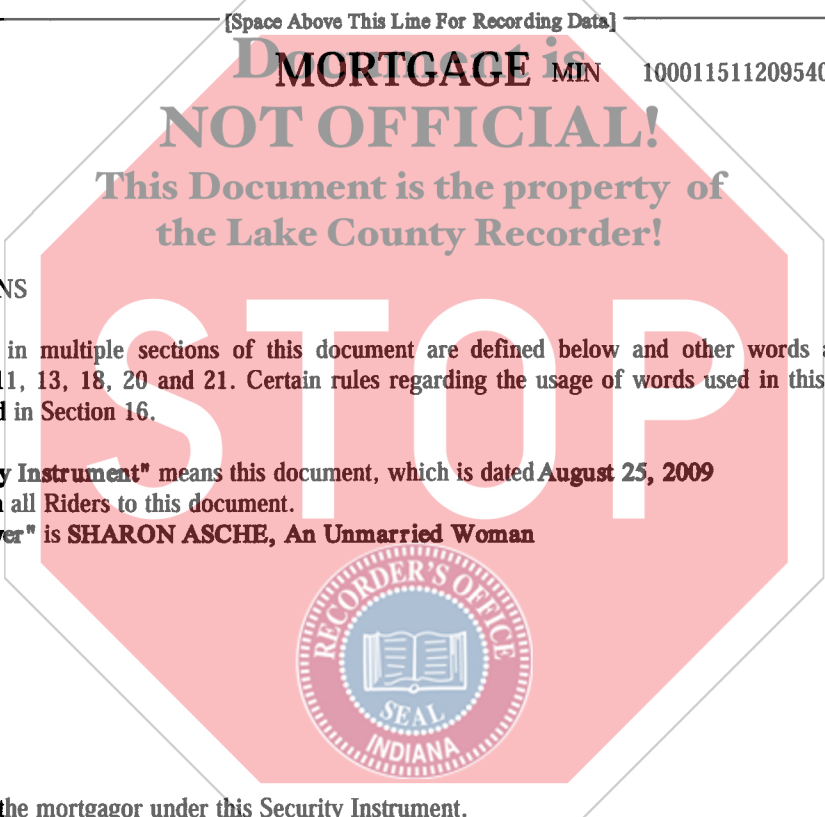 [Space Above This Line For Recording Data]
Document is
MORTGAGE MIN 10001151120954
NOT OFFICIAL!
This Document is the property of
the Lake County Recorder!
NS
in multiple sections of this document are defined below and other words
11, 13, 18, 20 and 21. Certain rules regarding the usage of words used in this
in Section 16.
STOP
y Instrument" means this document, which is dated August 25, 2009
all Riders to this document.
er" is SHARON ASCHE, An Unmarried Woman
RECORDER'S OFFICE
SEAL
INDIANA
the mortgagor under this Security Instrument.